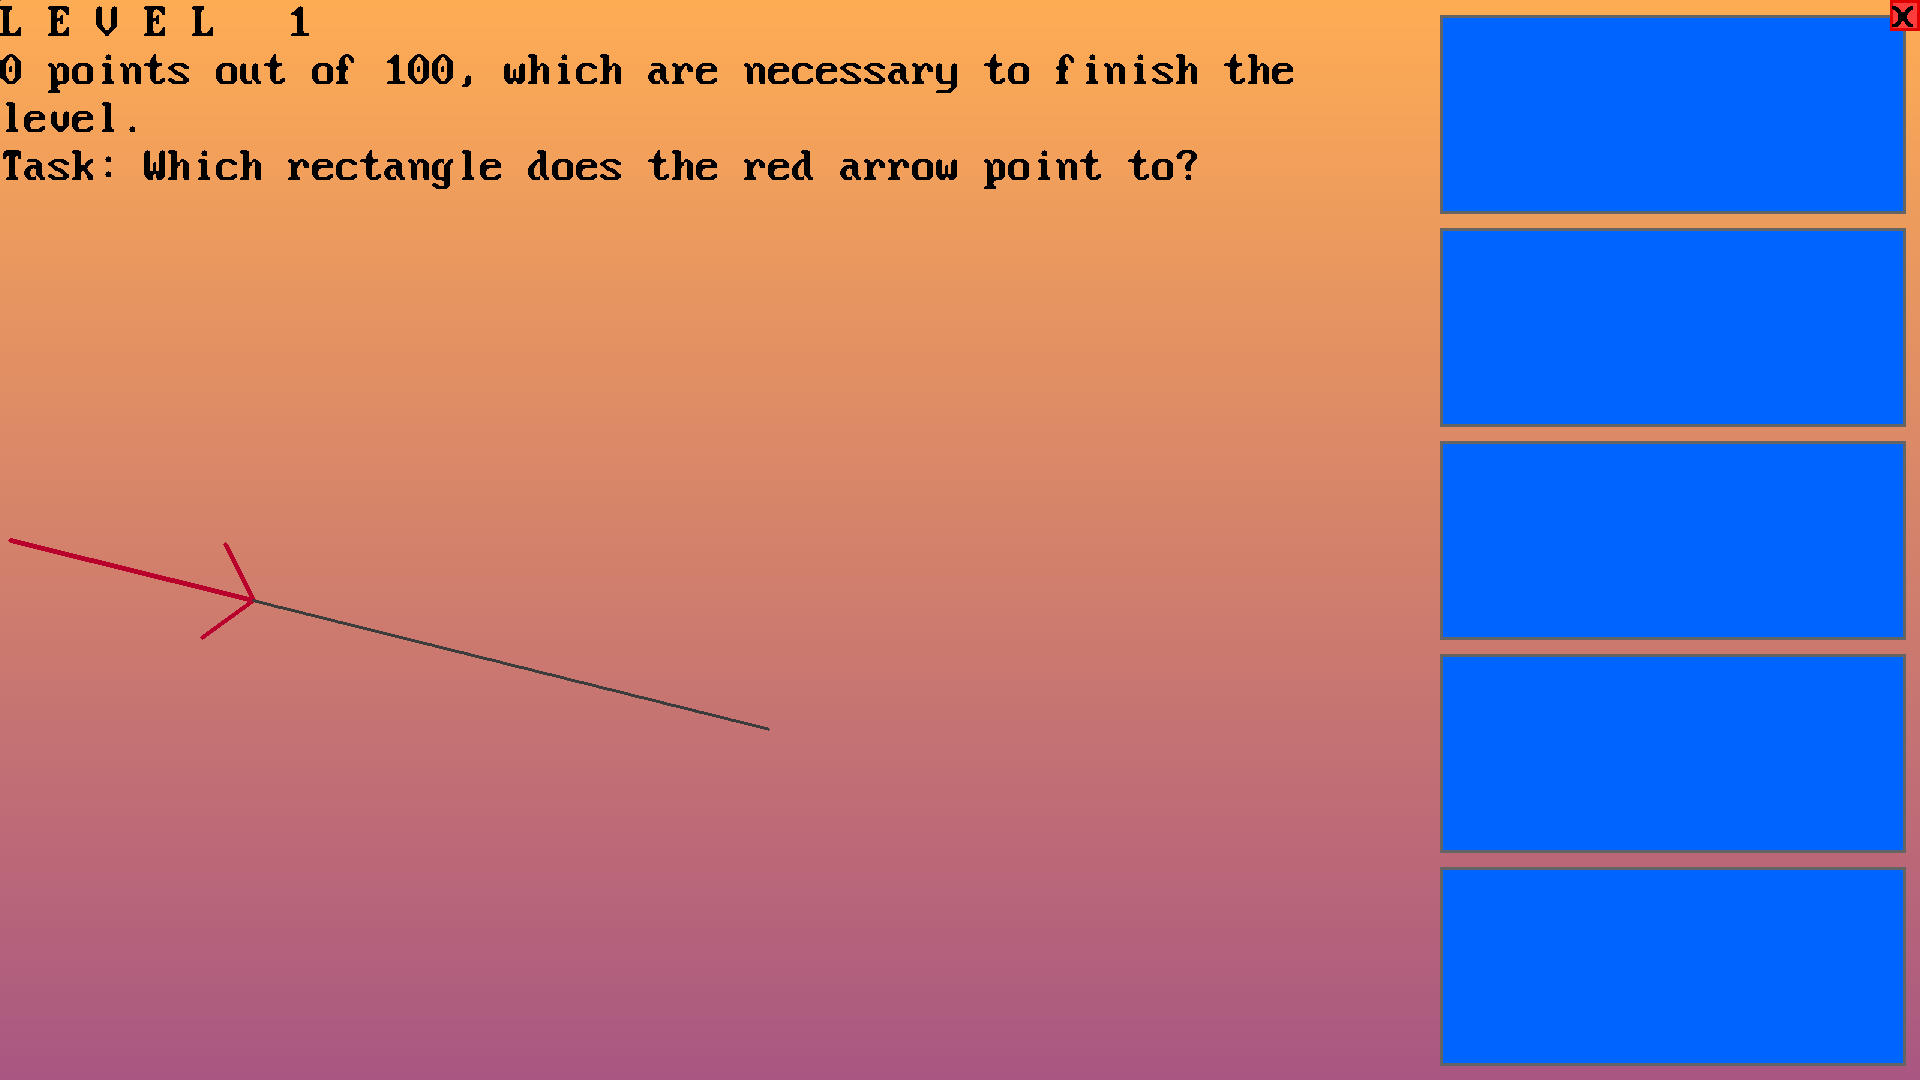 L E V E L  1
0 points out of 100, which are necessary to finish the
level.
Task: Which rectangle does the red arrow point to?
X